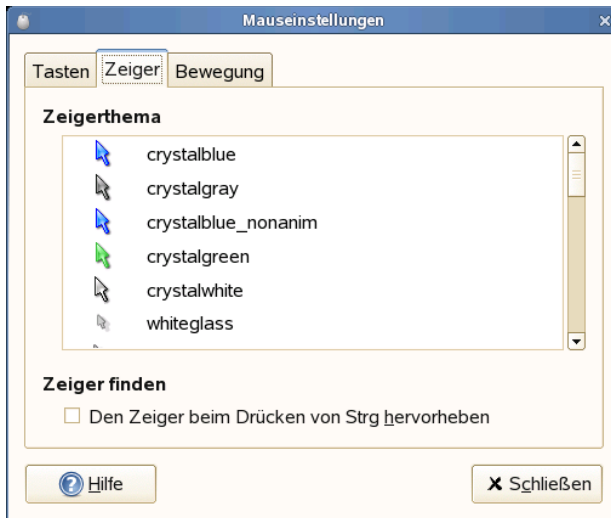 Mauseinstellungen
Tasten Zeiger Bewegung
Zeigerthema
crystalblue
crystalgray
crystalblue_nonanim
crystalgreen
crystalwhite
whiteglass
Zeiger finden
Den Zeiger beim Drücken von Strg hervorheben
Hilfe Schließen